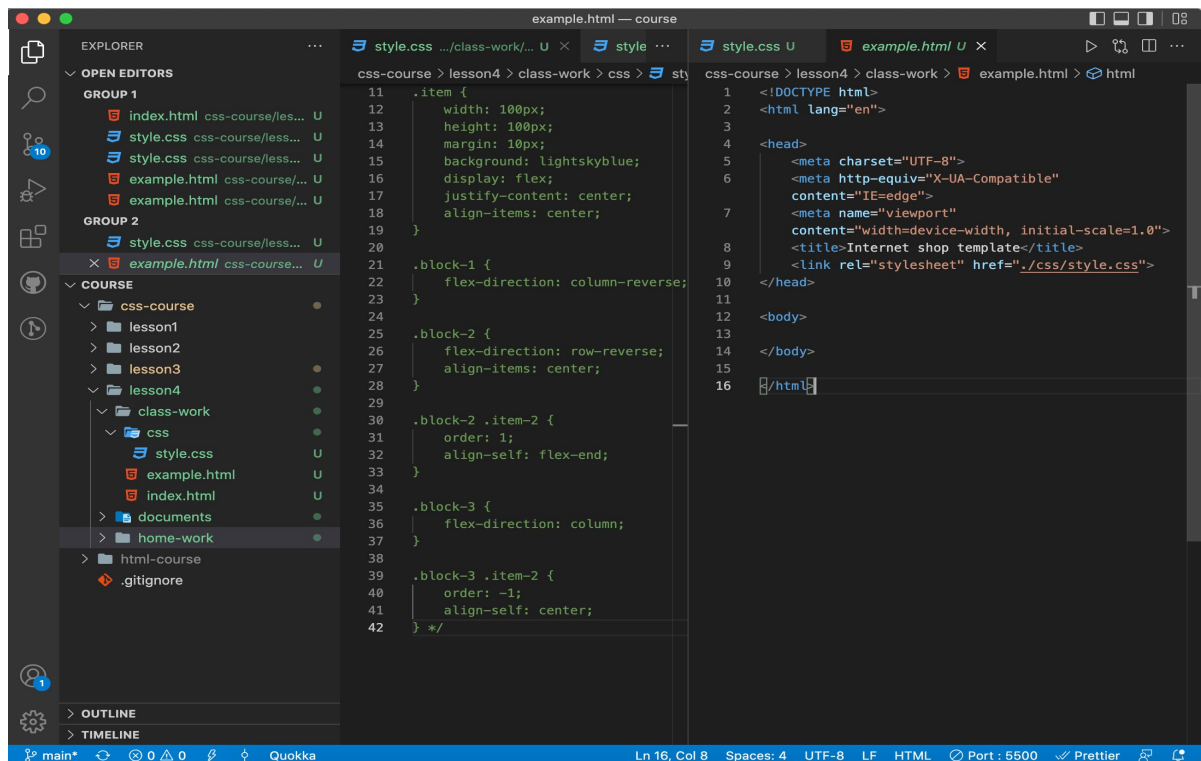 example.html — course
EXPLORER
OPEN EDITORS
GROUP 1
index.html css-course/les... U
style.css css-course/less... U
style.css css-course/less... U
example.html css-course/... U
example.html css-course/... U
GROUP 2
style.css css-course/less... U
example.html css-course... U
COURSE
css-course
lesson1
lesson2
lesson3
lesson4
class-work
css
style.css U
example.html U
index.html U
documents
home-work
html-course
.gitignore
OUTLINE
TIMELINE
10
1
style.css .../class-work/... U
style ...
css-course > lesson4 > class-work > css > sty
11 .item {
12 width: 100px;
13 height: 100px;
14 margin: 10px;
15 background: lightskyblue;
16 display: flex;
17 justify-content: center;
18 align-items: center;
19 }
20
21 .block-1 {
22 flex-direction: column-reverse;
23 }
24
25 .block-2 {
26 flex-direction: row-reverse;
27 align-items: center;
28 }
29
30 .block-2 .item-2 {
31 order: 1;
32 align-self: flex-end;
33 }
34
35 .block-3 {
36 flex-direction: column;
37 }
38
39 .block-3 .item-2 {
40 order: -1;
41 align-self: center;
42 } */
style.css U
example.html U
css-course > lesson4 > class-work > example.html > html
1 <!DOCTYPE html>
2 <html lang="en">
3
4 <head>
5 <meta charset="UTF-8">
6 <meta http-equiv="X-UA-Compatible"
content="IE=edge">
7 <meta name="viewport"
content="width=device-width, initial-scale=1.0">
8 <title>Internet shop template</title>
9 <link rel="stylesheet" href="./css/style.css">
10 </head>
11
12 <body>
13
14 </body>
15
16 </html>
main* 0 0 Quokka Ln 16, Col 8 Spaces: 4 UTF-8 LF HTML Port : 5500 Prettier